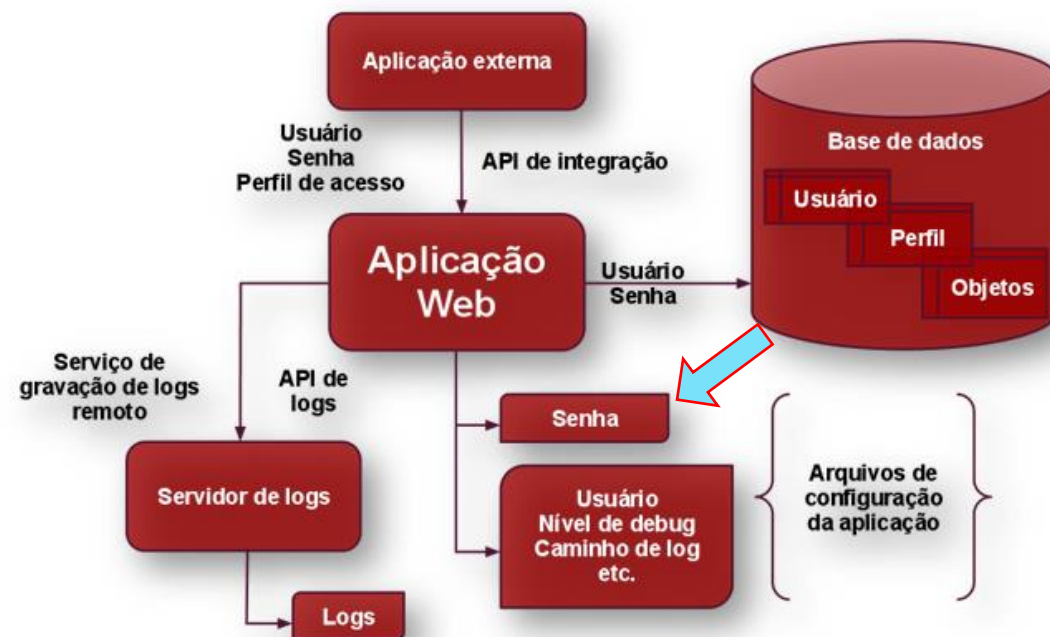 Aplicação externa
Usuário
Senha
Perfil de acesso
API de integração
Base de dados
Usuário
Perfil
Objetos
Aplicação
Web
Usuário
Senha
Serviço de
gravação de logs
remoto
API de
logs
Senha
Servidor de logs
Usuário
Nível de debug
Caminho de log
etc.
Arquivos de
configuração
da aplicação
Logs